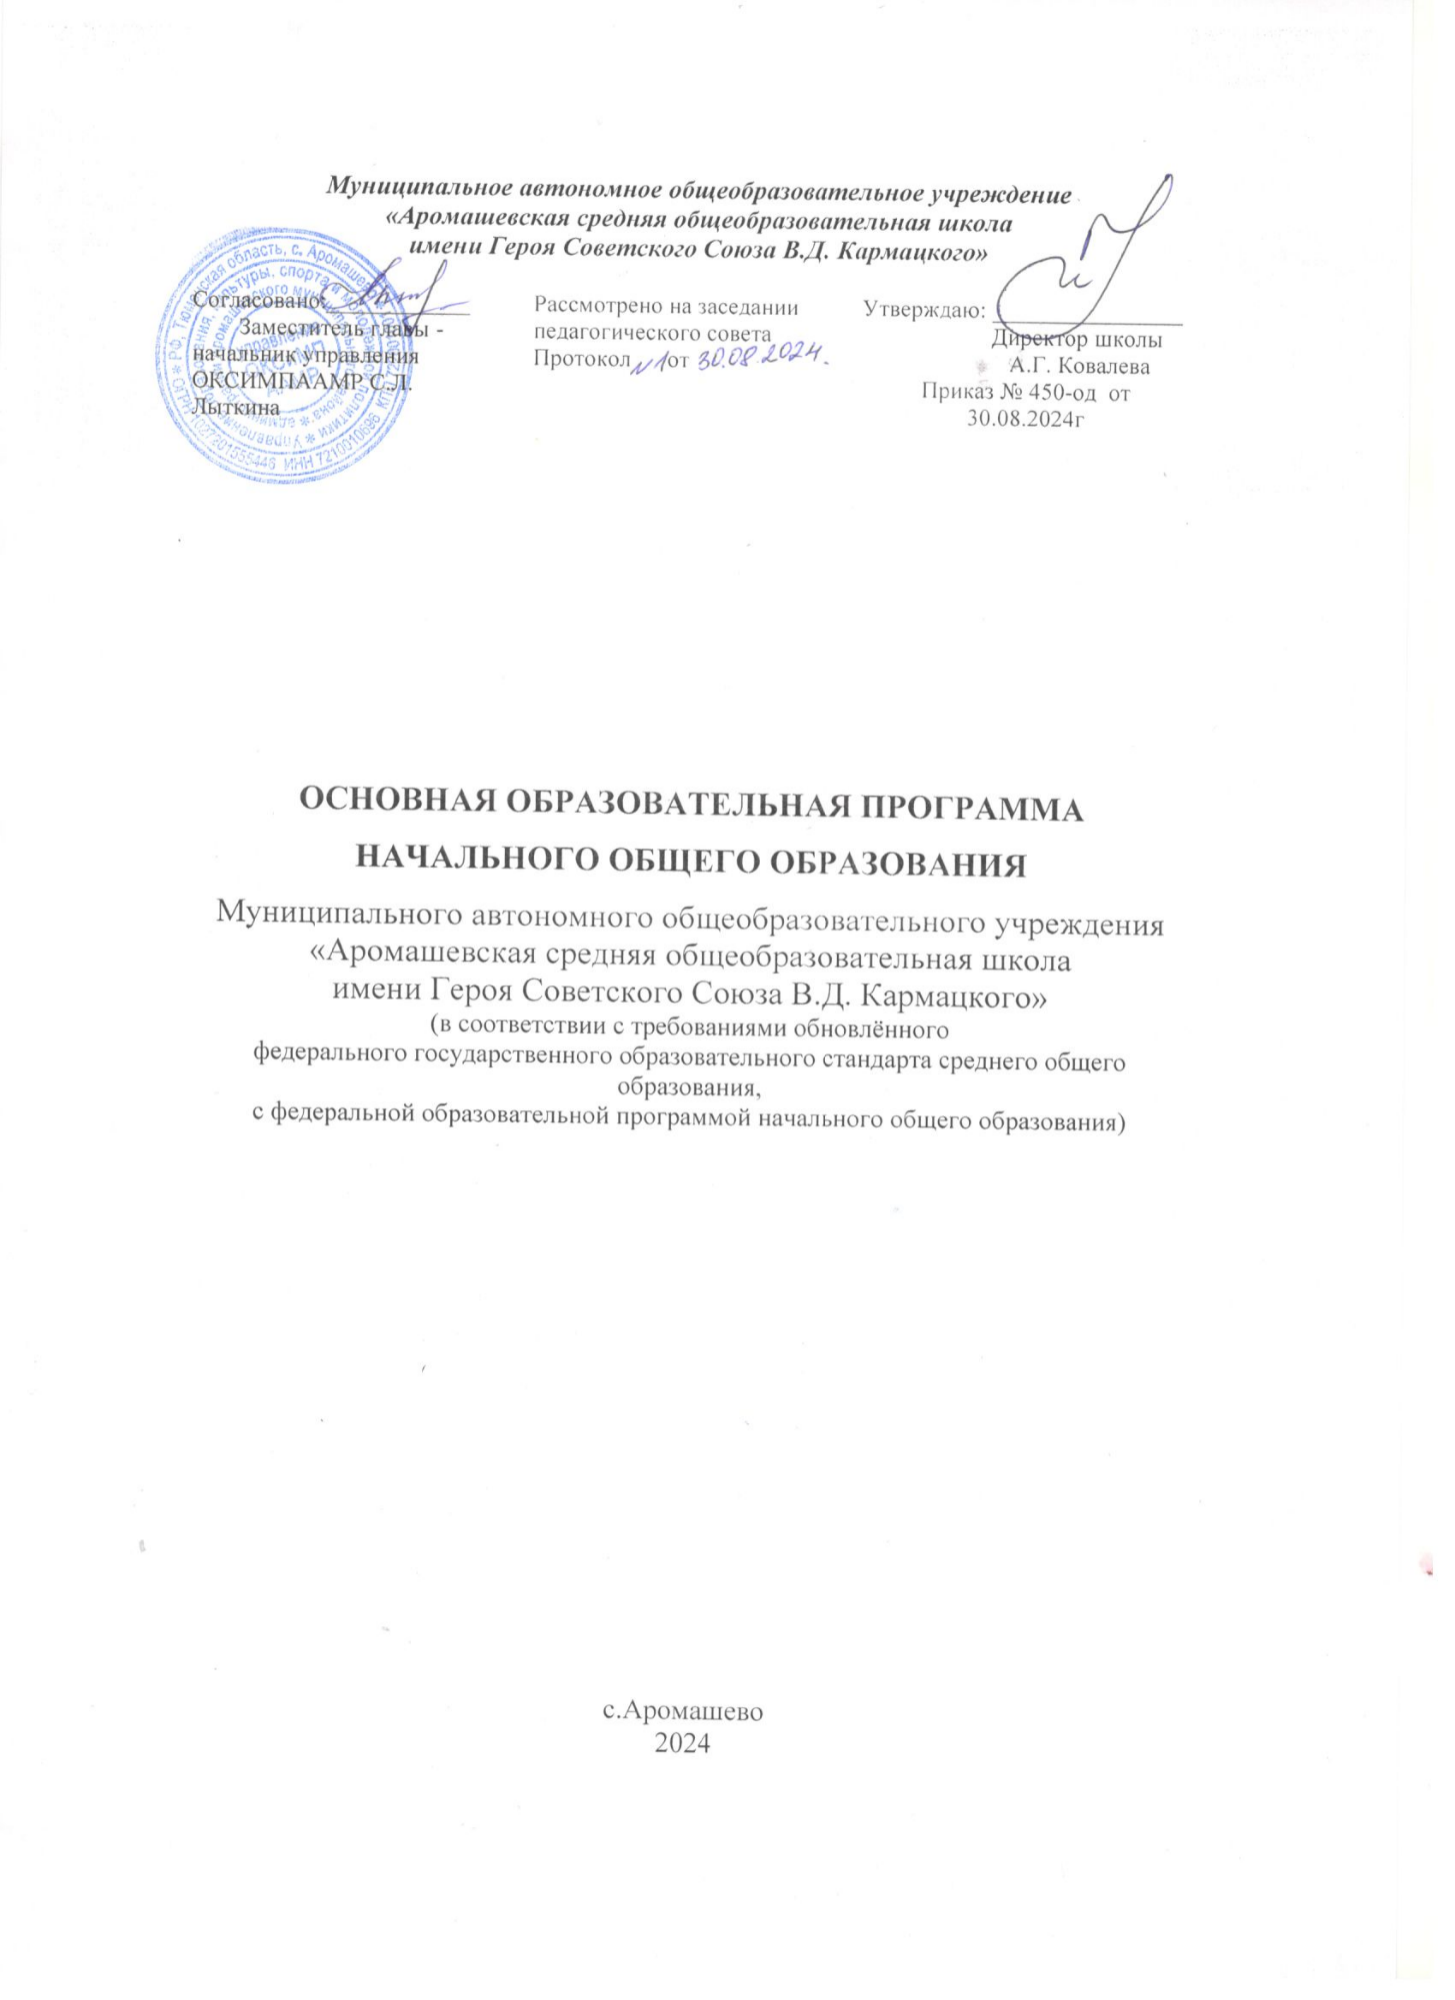 Муниципальное автономное общеобразовательное учреждение
«Аромашевская средняя общеобразовательная школа
имени Героя Советского Союза В.Д. Кармацкого»
Согласовано:
Заместитель главы -
начальник управления
ОКСИМПААМР С.Л.
Лыткина
Рассмотрено на заседании
педагогического совета
Протокол №1 от 30.08.2024.
Утверждаю:
Директор школы
А.Г. Ковалева
Приказ № 450-од от
30.08.2024г
ОСНОВНАЯ ОБРАЗОВАТЕЛЬНАЯ ПРОГРАММА
НАЧАЛЬНОГО ОБЩЕГО ОБРАЗОВАНИЯ
Муниципального автономного общеобразовательного учреждения
«Аромашевская средняя общеобразовательная школа
имени Героя Советского Союза В.Д. Кармацкого»
(в соответствии с требованиями обновлённого
федерального государственного образовательного стандарта среднего общего
образования,
с федеральной образовательной программой начального общего образования)
с.Аромашево
2024